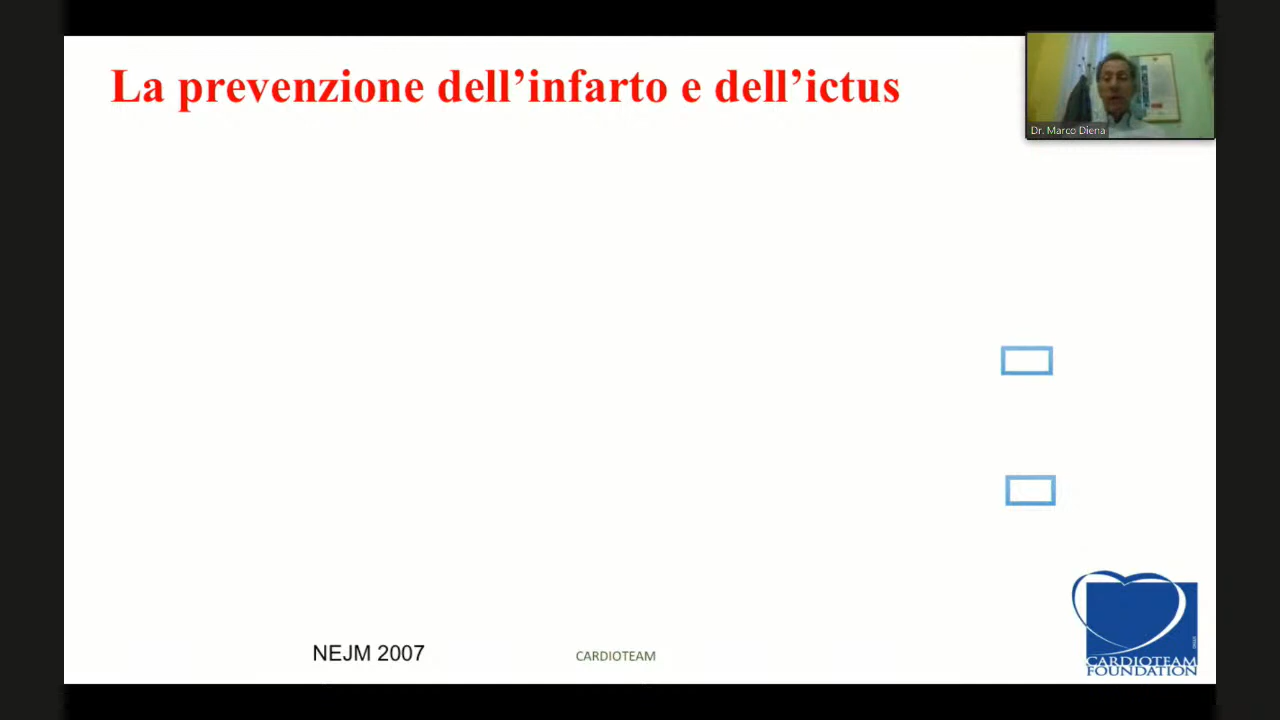 La prevenzione dell’infarto e dell’ictus
Dr. Marco Diena
NEJM 2007
CARDIOTEAM
CARDIOTEAM
FOUNDATION